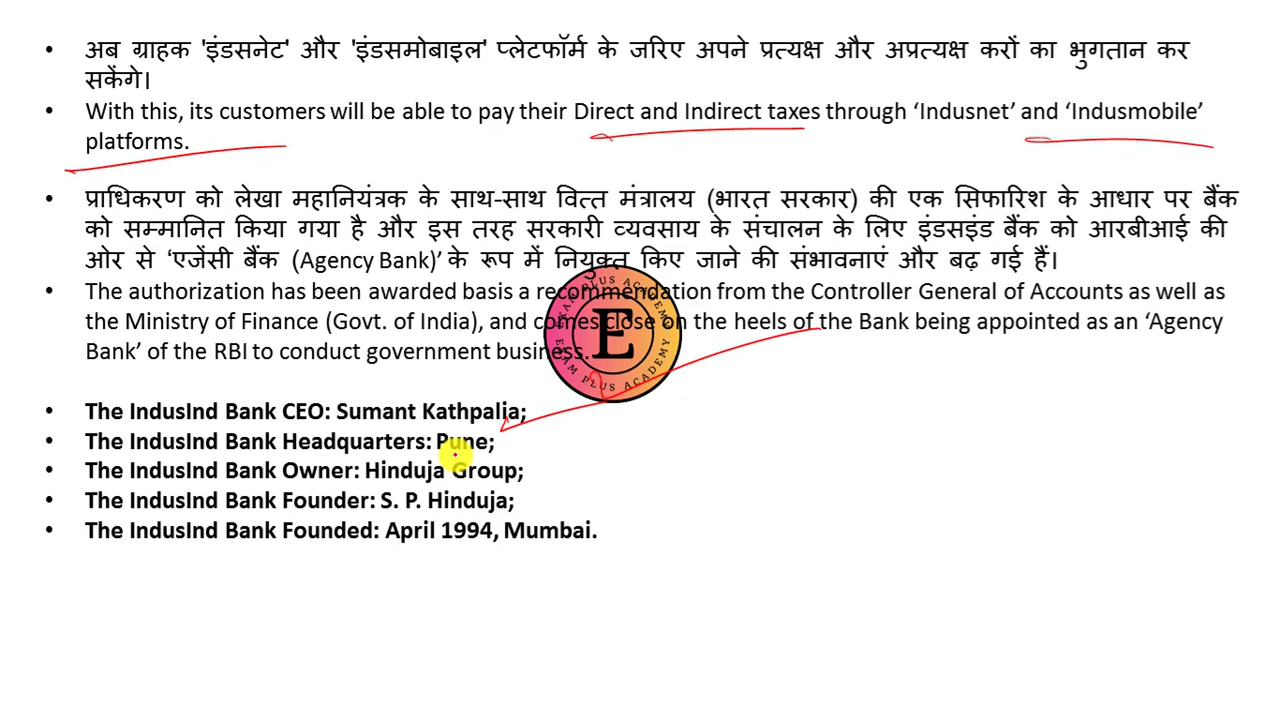 • अब ग्राहक 'इंडसनेट' और 'इंडसमोबाइल' प्लेटफॉर्म के जरिए अपने प्रत्यक्ष और अप्रत्यक्ष करों का भुगतान कर
सकेंगे।
• With this, its customers will be able to pay their Direct and Indirect taxes through ‘Indusnet’ and ‘Indusmobile’
platforms.
• प्राधिकरण को लेखा महानियंत्रक के साथ-साथ वित्त मंत्रालय (भारत सरकार) की एक सिफारिश के आधार पर बैंक
को सम्मानित किया गया है और इस तरह सरकारी व्यवसाय के संचालन के लिए इंडसइंड बैंक को आरबीआई की
ओर से ‘एजेंसी बैंक (Agency Bank)’ के रूप में नियुक्त किए जाने की संभावनाएं और बढ़ गई हैं।
• The authorization has been awarded basis a recommendation from the Controller General of Accounts as well as
the Ministry of Finance (Govt. of India), and comes close on the heels of the Bank being appointed as an ‘Agency
Bank’ of the RBI to conduct government business.
EXAM PLUS ACADEMY
E
EXAM PLUS ACADEMY
• The IndusInd Bank CEO: Sumant Kathpalia;
• The IndusInd Bank Headquarters: Pune;
• The IndusInd Bank Owner: Hinduja Group;
• The IndusInd Bank Founder: S. P. Hinduja;
• The IndusInd Bank Founded: April 1994, Mumbai.